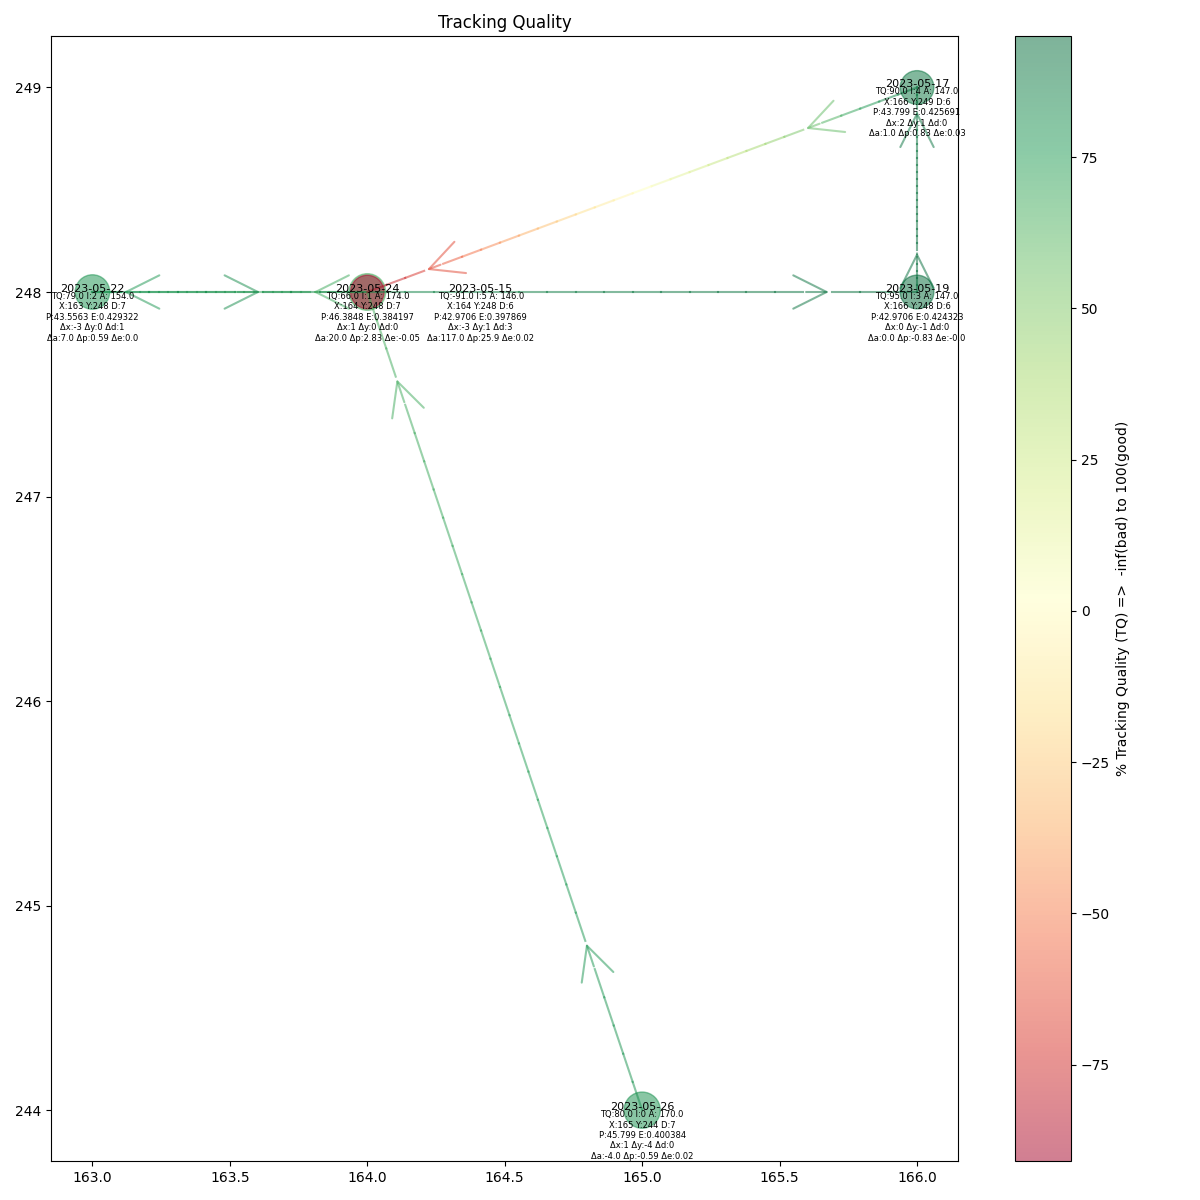 Tracking Quality
249
248
247
246
245
244
163.0
163.5
164.0
164.5
165.0
165.5
166.0
2023-05-17
TQ:90.0 I:4 A: 147.0
X:166 Y:249 D:6
P:43.799 E:0.425691
Δx:2 Δy:1 Δd:0
Δa:1.0 Δp:0.83 Δe:0.03
2023-05-22
TQ:79.0 I:2 A: 154.0
X:163 Y:248 D:7
P:43.5563 E:0.429322
Δx:-3 Δy:0 Δd:1
Δa:7.0 Δp:0.59 Δe:0.0
2023-05-24
I:1 A: 174.0
X:164 Y:248 D:7
P:46.3848 E:0.384197
Δx:1 Δy:0 Δd:0
Δa:20.0 Δp:2.83 Δe:-0.05
2023-05-15
TQ:-91.0 I:5 A: 146.0
X:164 Y:248 D:6
P:42.9706 E:0.397869
Δx:-3 Δy:1 Δd:3
Δa:117.0 Δp:25.9 Δe:0.02
2023-05-19
TQ:95.0 I:3 A: 147.0
X:166 Y:248 D:6
P:42.9706 E:0.424323
Δx:0 Δy:-1 Δd:0
Δa:0.0 Δp:-0.83 Δe:-0.0
2023-05-26
TQ:80.0 I:0 A: 170.0
X:165 Y:244 D:7
P:45.799 E:0.400384
Δx:1 Δy:-4 Δd:0
Δa:-4.0 Δp:-0.59 Δe:0.02
75
50
25
0
−25
−50
−75
% Tracking Quality (TQ) => -inf(bad) to 100(good)